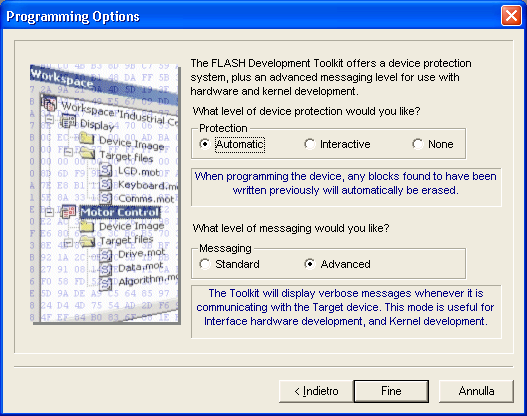 Programming Options
The FLASH Development Toolkit offers a device protection
system, plus an advanced messaging level for use with
hardware and kernel development.
What level of device protection would you like?
Protection
Automatic Interactive None
When programming the device, any blocks found to have been
written previously will automatically be erased.
What level of messaging would you like?
Messaging
Standard Advanced
The Toolkit will display verbose messages whenever it is
communicating with the Target device. This mode is useful for
Interface hardware development, and Kernel development.
Workspace
Workspace "Industrial Ce
Display
Device Image
Target files
LCD.mot
Keyboard.m
Comms.mot
Motor Control
Device Image
Target files
Drive.mot
Data.mot
Algorithm.mo
< Indietro Fine Annulla